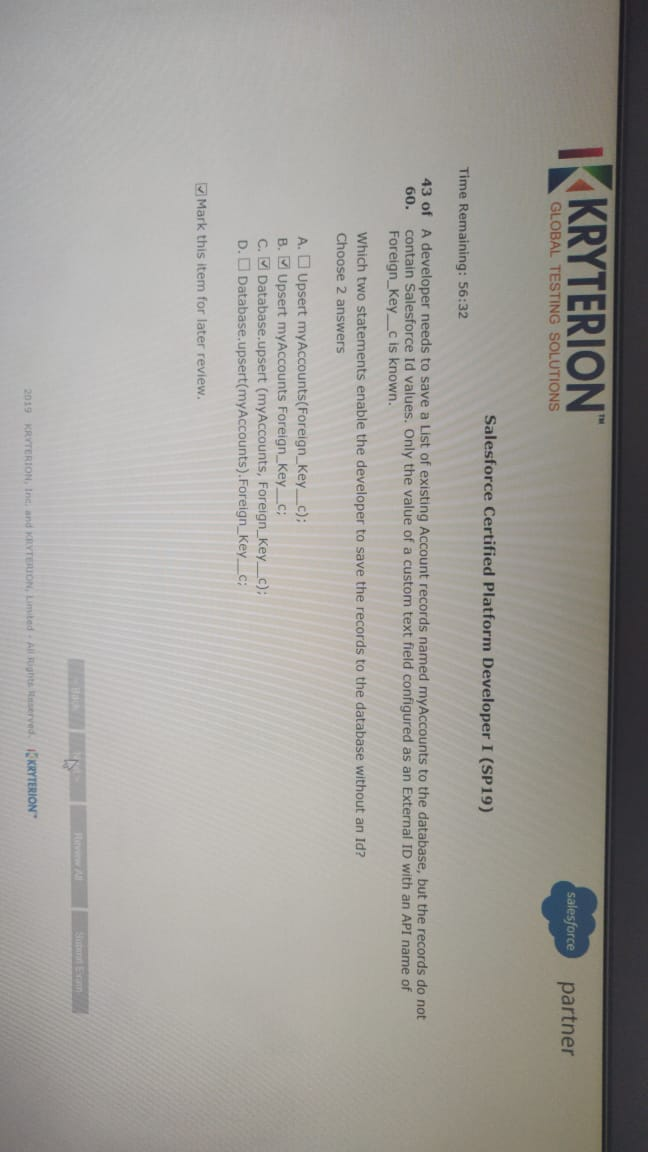 KRYTERION™
GLOBAL TESTING SOLUTIONS
salesforce partner
Salesforce Certified Platform Developer I (SP19)
Time Remaining: 56:32
43 of 60. A developer needs to save a List of existing Account records named myAccounts to the database, but the records do not
contain Salesforce Id values. Only the value of a custom text field configured as an External ID with an API name of
Foreign_Key__c is known.
Which two statements enable the developer to save the records to the database without an Id?
Choose 2 answers
A. Upsert myAccounts(Foreign_Key__c);
B. Upsert myAccounts Foreign_Key__c;
C. Database.upsert (myAccounts, Foreign_Key__c);
D. Database.upsert(myAccounts).Foreign_Key__c;
Mark this item for later review.
Review All Submit Exam
2019 KRYTERION, Inc. and KRYTERION, Limited - All Rights Reserved. KRYTERION™